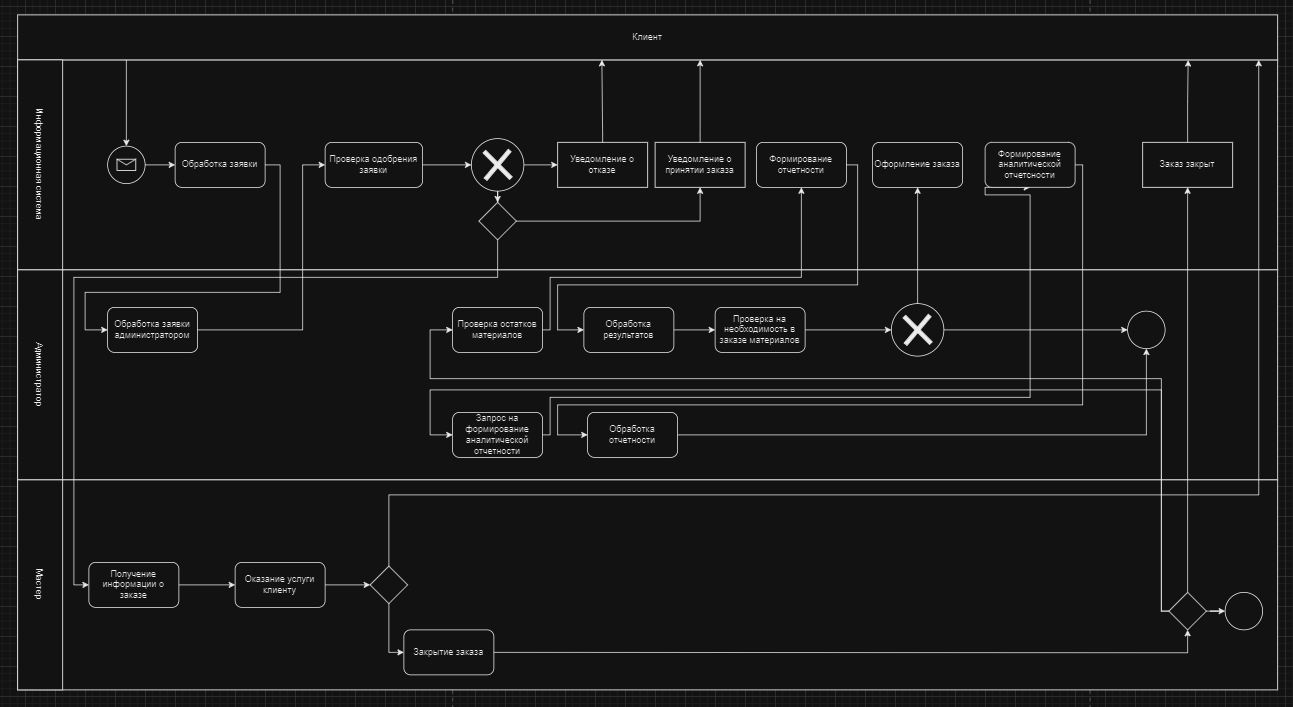 Клиент
Информационная система
Обработка заявки
Проверка одобрения
заявки
Уведомление о
отказе
Уведомление о
принятии заказа
Формирование
отчетности
Оформление заказа
Формирование
аналитической
отчетсности
Заказ закрыт
Администратор
Обработка заявки
администратором
Проверка остатков
материалов
Обработка
результатов
Проверка на
необходимость в
заказе материалов
Запрос на
формирование
аналитической
отчетности
Обработка
отчетности
Мастер
Получение
информации о
заказе
Оказание услуги
клиенту
Закрытие заказа